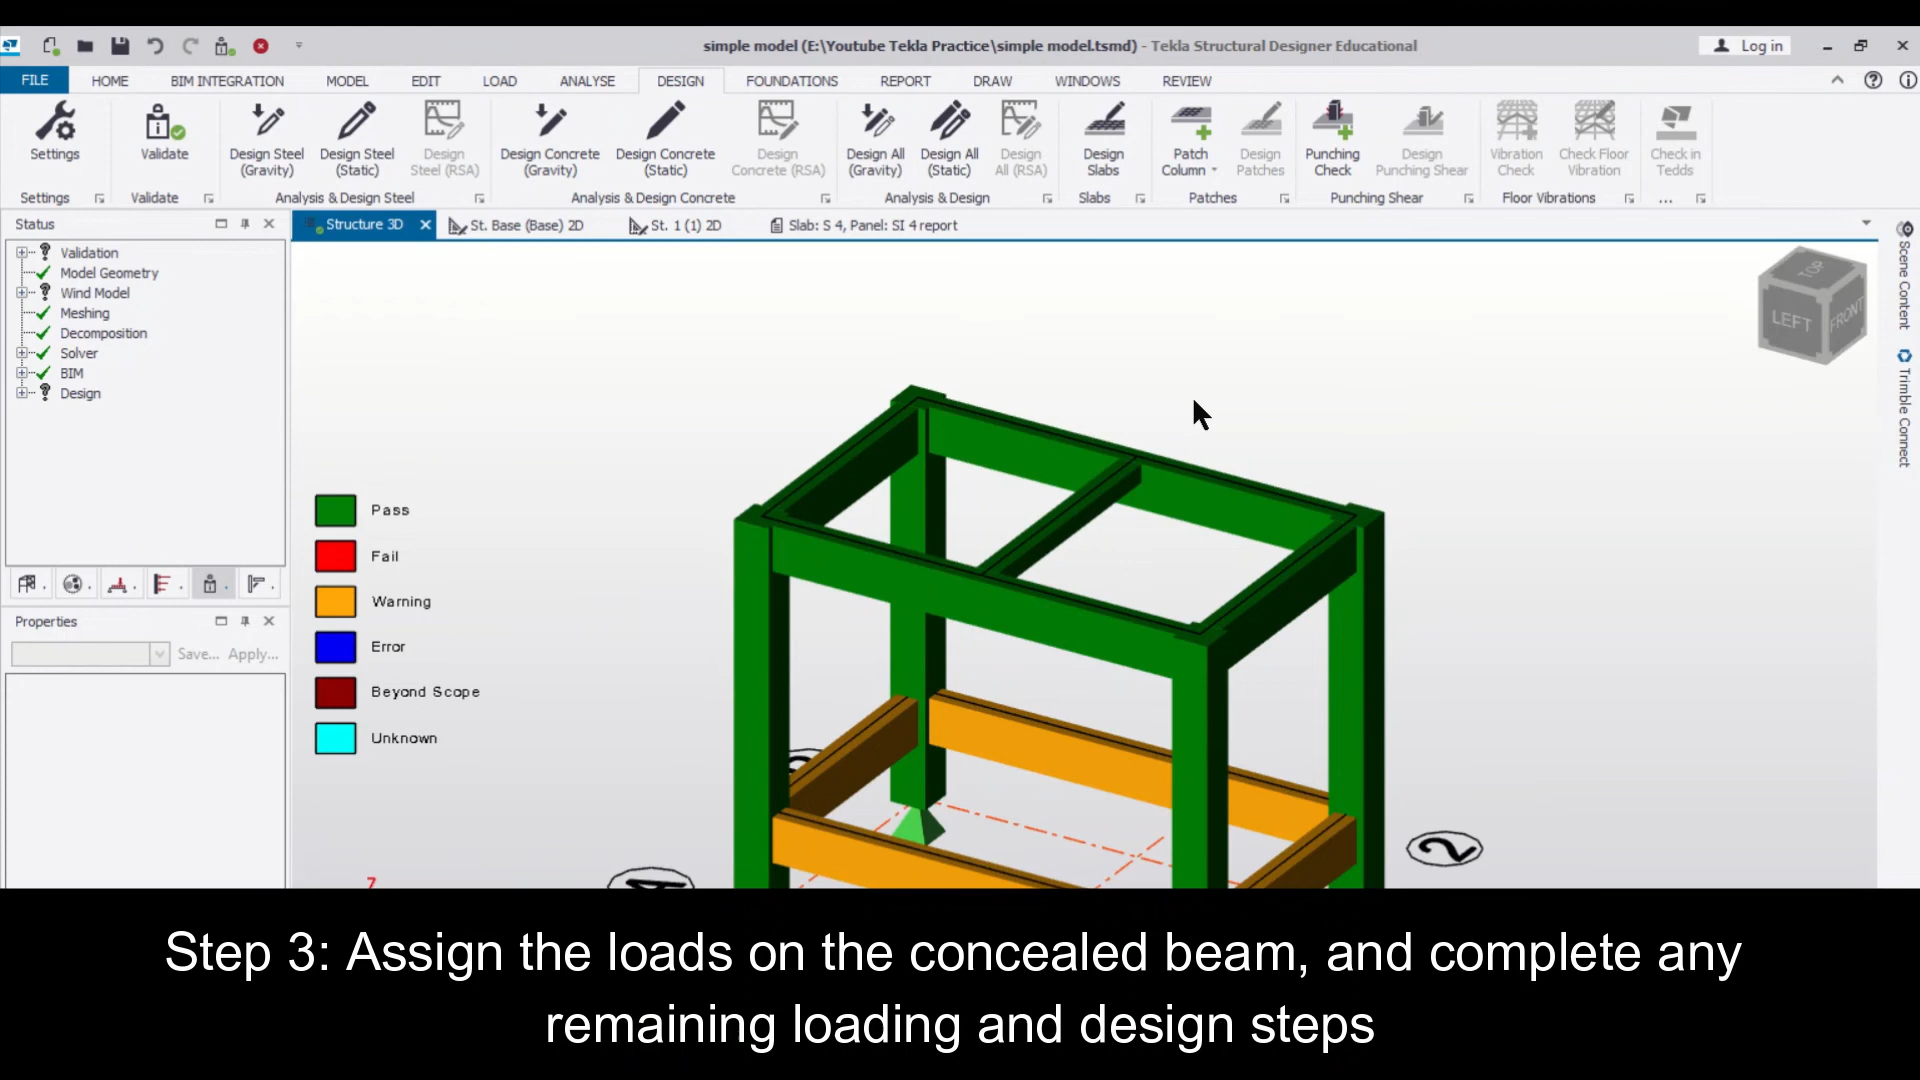 simple model (E:\Youtube Tekla Practice\simple model.tsmd) - Tekla Structural Designer Educational
Log in
FILE HOME BIM INTEGRATION MODEL EDIT LOAD ANALYSE DESIGN FOUNDATIONS REPORT DRAW WINDOWS REVIEW
Settings
Validate
Design Steel (Gravity)
Design Steel (Static)
Design Steel (RSA)
Design Concrete (Gravity)
Design Concrete (Static)
Design Concrete (RSA)
Design All (Gravity)
Design All (Static)
Design All (RSA)
Design Slabs
Patch Column
Design Patches
Punching Check
Design Punching Shear
Vibration Check
Check Floor Vibration
Check in Tedds
Settings Validate Analysis & Design Steel Analysis & Design Concrete Analysis & Design Slabs Patches Punching Shear Floor Vibrations ...
Status
Structure 3D St. Base (Base) 2D St. 1 (1) 2D Slab: S 4, Panel: SI 4 report
Validation
Model Geometry
Wind Model
Meshing
Decomposition
Solver
BIM
Design
Properties
Save... Apply...
TOP
LEFT FRONT
Scene Content
Trimble Connect
Pass
Fail
Warning
Error
Beyond Scope
Unknown
2
Step 3: Assign the loads on the concealed beam, and complete any
remaining loading and design steps